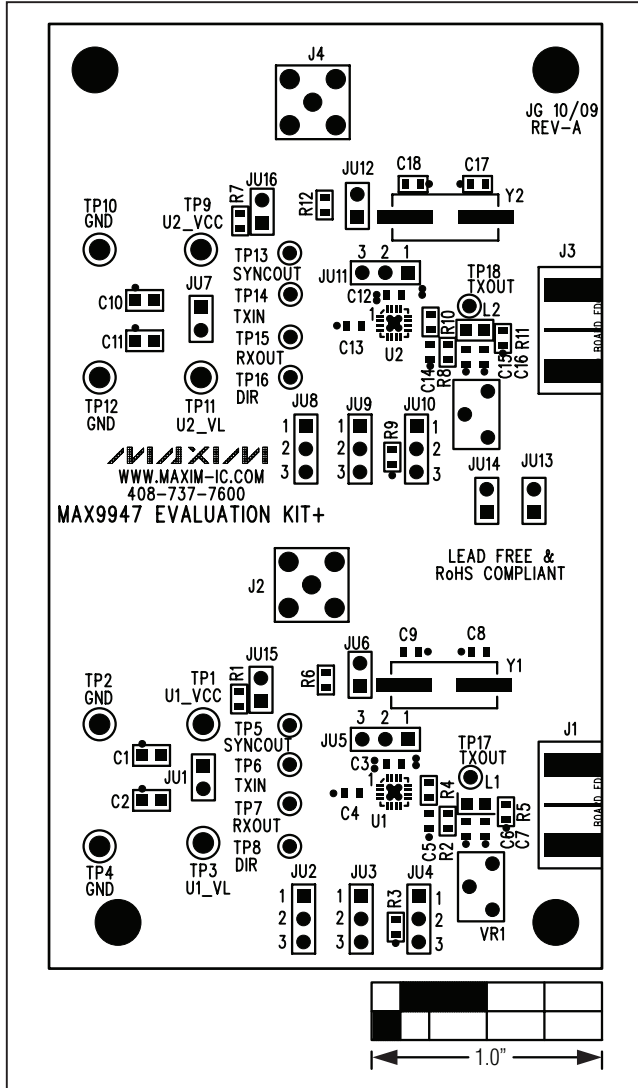 J4
JG 10/09
REV-A
JU16
R7
R12
JU12
C18
C17
Y2
TP10
GND
TP9
U2_VCC
TP13
SYNCOUT
JU11
3 2 1
TP18
TXOUT
J3
TP14
TXIN
C10
JU7
C12
1
L2
TP15
RXOUT
C11
C13
U2
R10
R11
C14
R8
C15
C16
BOARD ED
TP16
DIR
TP12
GND
TP11
U2_VL
JU8
JU9
JU10
R9
1
2
3
1
2
3
1
2
3
MAXIM
WWW.MAXIM-IC.COM
408-737-7600
MAX9947 EVALUATION KIT+
JU14
JU13
LEAD FREE &
RoHS COMPLIANT
J2
JU15
R1
R6
JU6
C9
C8
Y1
TP2
GND
TP1
U1_VCC
TP5
SYNCOUT
JU5
3 2 1
TP17
TXOUT
J1
TP6
TXIN
C1
JU1
C3
1
L1
TP7
RXOUT
C2
C4
U1
R4
R5
C5
R2
C6
C7
BOARD ED
TP8
DIR
TP4
GND
TP3
U1_VL
JU2
JU3
JU4
R3
1
2
3
1
2
3
1
2
3
VR1
1.0"